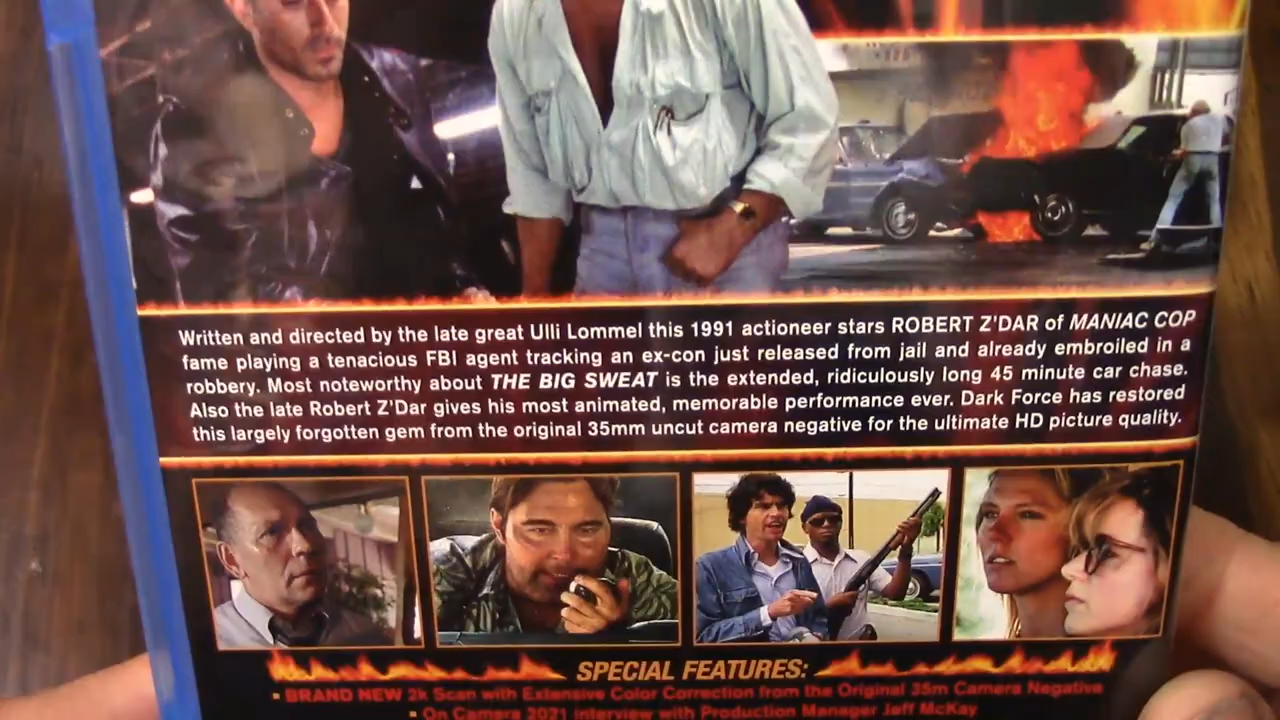 Written and directed by the late great Ulli Lommel this 1991 actioneer stars ROBERT Z'DAR of MANIAC COP
fame playing a tenacious FBI agent tracking an ex-con just released from jail and already embroiled in a
robbery. Most noteworthy about THE BIG SWEAT is the extended, ridiculously long 45 minute car chase.
Also the late Robert Z'Dar gives his most animated, memorable performance ever. Dark Force has restored
this largely forgotten gem from the original 35mm uncut camera negative for the ultimate HD picture quality.
SPECIAL FEATURES:
▪ BRAND NEW 2k Scan with Extensive Color Correction from the Original 35m Camera Negative
▪ On Camera 2021 interview with Production Manager Jeff McKay